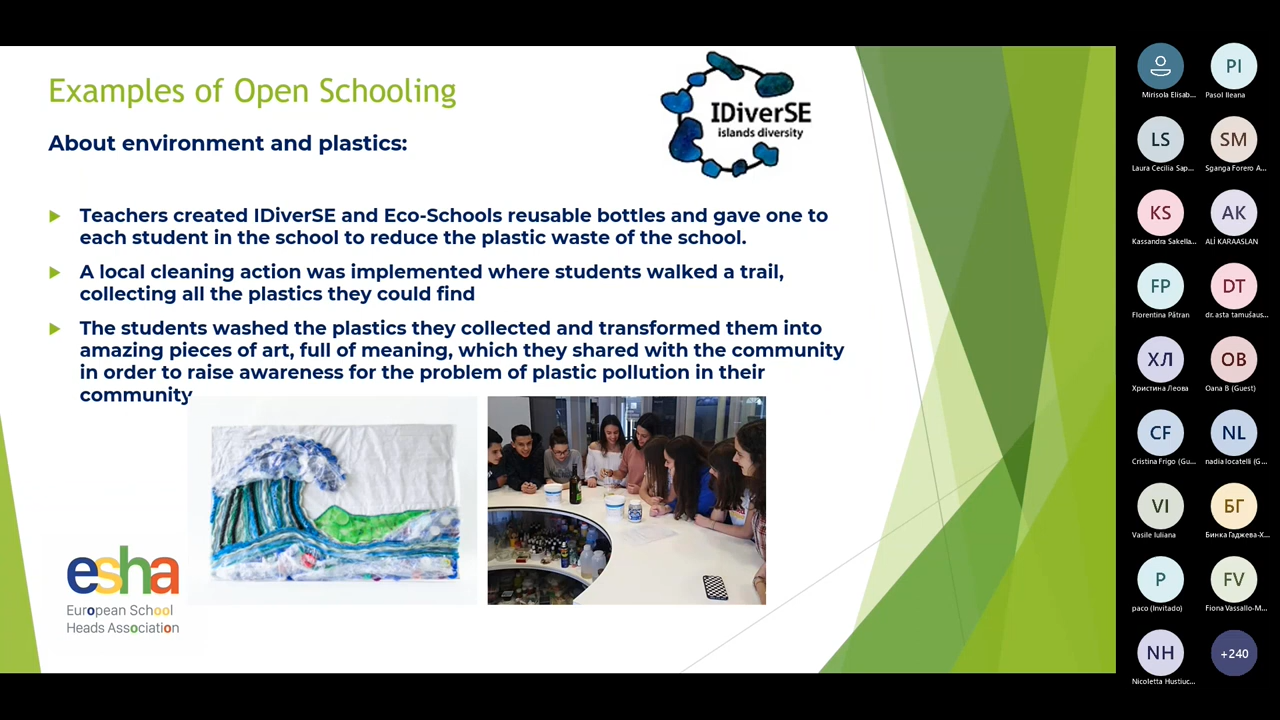 Examples of Open Schooling
IDiverSE
islands diversity
About environment and plastics:
Teachers created IDiverSE and Eco-Schools reusable bottles and gave one to
each student in the school to reduce the plastic waste of the school.
A local cleaning action was implemented where students walked a trail,
collecting all the plastics they could find
The students washed the plastics they collected and transformed them into
amazing pieces of art, full of meaning, which they shared with the community
in order to raise awareness for the problem of plastic pollution in their
community
esha
European School
Heads Association
Mirisola Elisab...
PI
Pasol Ileana
LS
Laura Cecilia Sap...
SM
Sganga Forero A...
KS
Kassandra Sakella...
AK
ALİ KARAASLAN
FP
Florentina Pătran
DT
dr. asta tamušaus...
ХЛ
Христина Леова
OB
Oana B (Guest)
CF
Cristina Frigo (Gu...
NL
nadia locatelli (G...
VI
Vasile Iuliana
БГ
Бинка Гаджева-Х...
P
paco (Invitado)
FV
Fiona Vassallo-M...
NH
Nicoletta Hustiuc...
+240